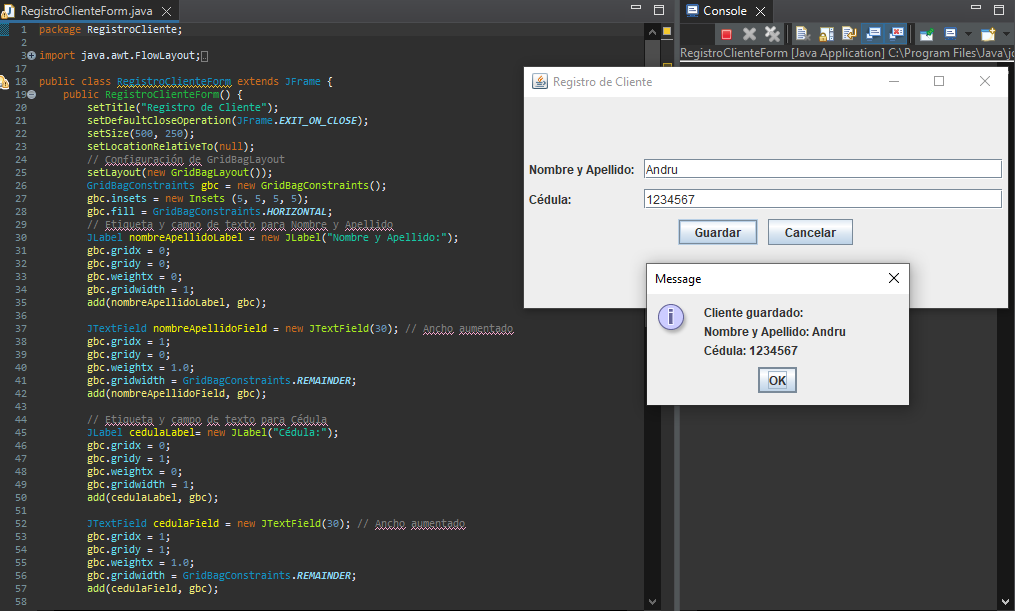 RegistroClienteForm.java
1 package RegistroCliente;
2
3 import java.awt.FlowLayout;
17
18 public class RegistroClienteForm extends JFrame {
19 public RegistroClienteForm() {
20 setTitle("Registro de Cliente");
21 setDefaultCloseOperation(JFrame.EXIT_ON_CLOSE);
22 setSize(500, 250);
23 setLocationRelativeTo(null);
24 // Configuración de GridBagLayout
25 setLayout(new GridBagLayout());
26 GridBagConstraints gbc = new GridBagConstraints();
27 gbc.insets = new Insets (5, 5, 5, 5);
28 gbc.fill = GridBagConstraints.HORIZONTAL;
29 // Etiqueta y campo de texto para Nombre y Apellido
30 JLabel nombreApellidoLabel = new JLabel("Nombre y Apellido:");
31 gbc.gridx = 0;
32 gbc.gridy = 0;
33 gbc.weightx = 0;
34 gbc.gridwidth = 1;
35 add(nombreApellidoLabel, gbc);
36
37 JTextField nombreApellidoField = new JTextField(30); // Ancho aumentado
38 gbc.gridx = 1;
39 gbc.gridy = 0;
40 gbc.weightx = 1.0;
41 gbc.gridwidth = GridBagConstraints.REMAINDER;
42 add(nombreApellidoField, gbc);
43
44 // Etiqueta y campo de texto para Cédula
45 JLabel cedulaLabel= new JLabel("Cédula:");
46 gbc.gridx = 0;
47 gbc.gridy = 1;
48 gbc.weightx = 0;
49 gbc.gridwidth = 1;
50 add(cedulaLabel, gbc);
51
52 JTextField cedulaField = new JTextField(30); // Ancho aumentado
53 gbc.gridx = 1;
54 gbc.gridy = 1;
55 gbc.weightx = 1.0;
56 gbc.gridwidth = GridBagConstraints.REMAINDER;
57 add(cedulaField, gbc);
58
Console
RegistroClienteForm [Java Application] C:\Program Files\Java\
Registro de Cliente
Nombre y Apellido: Andru
Cédula: 1234567
Guardar Cancelar
Message
Cliente guardado:
Nombre y Apellido: Andru
Cédula: 1234567
OK